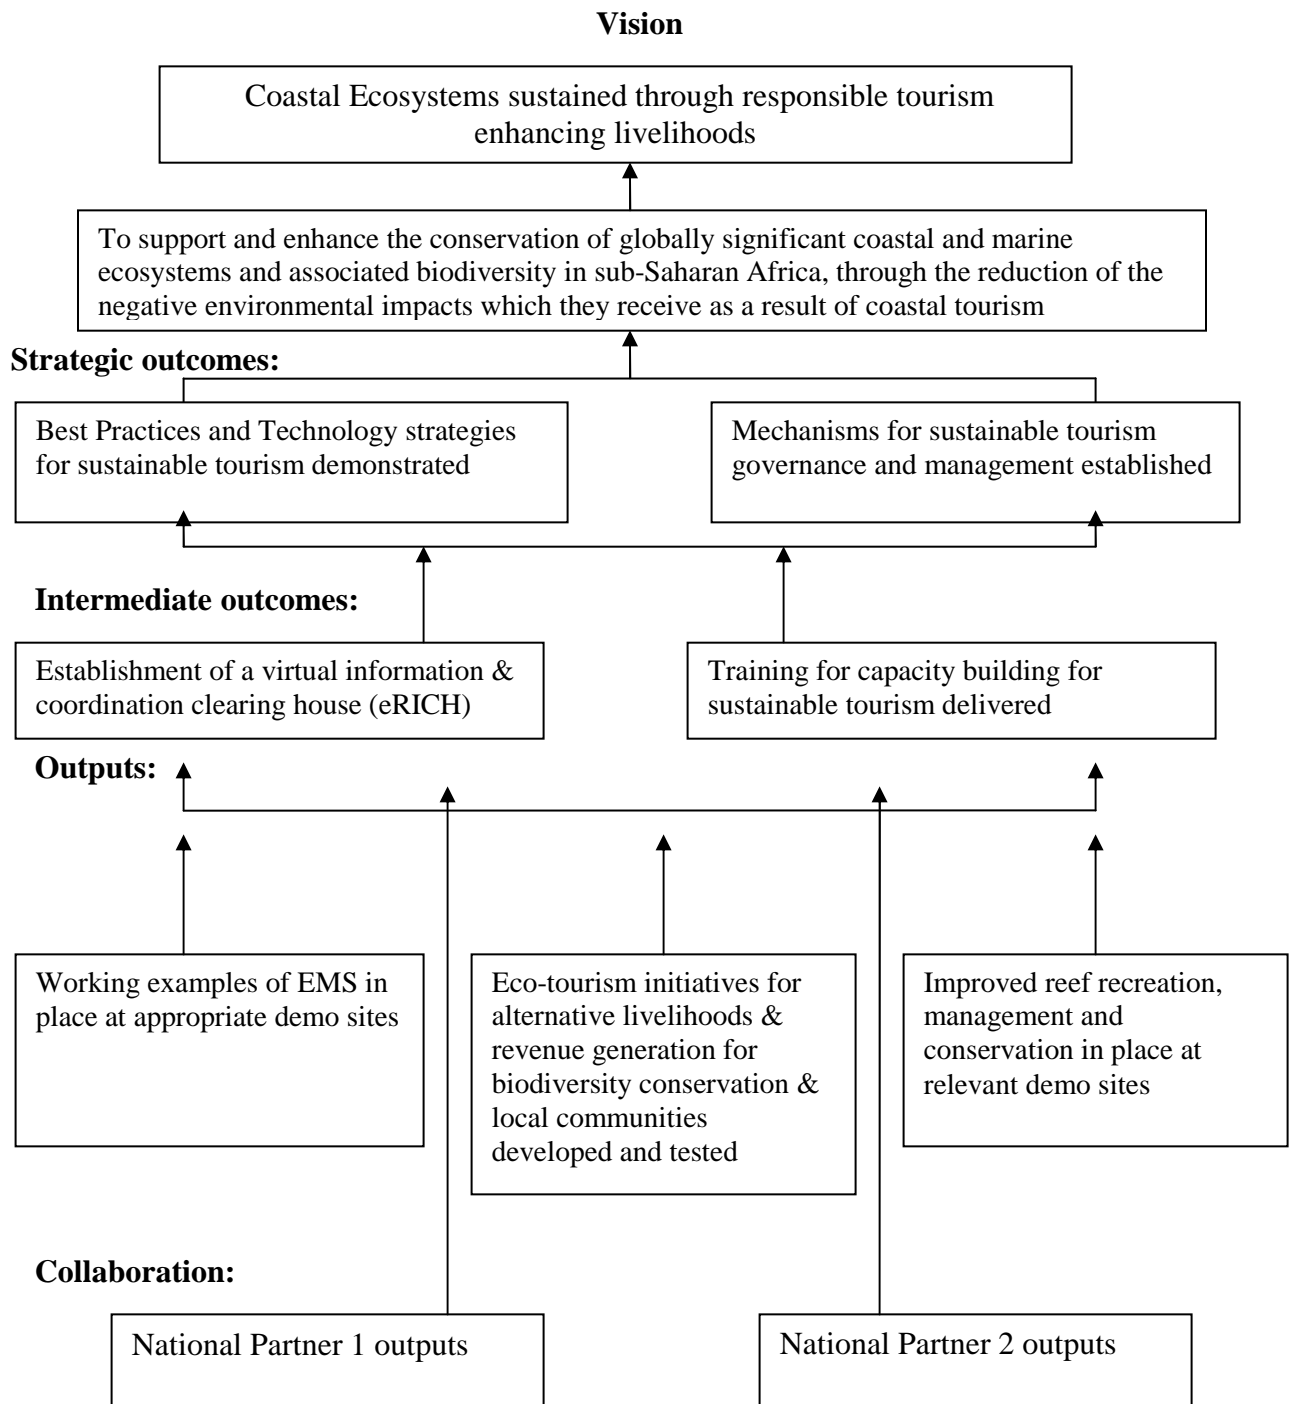 Vision
Coastal Ecosystems sustained through responsible tourism
enhancing livelihoods
To support and enhance the conservation of globally significant coastal and marine
ecosystems and associated biodiversity in sub-Saharan Africa, through the reduction of the
negative environmental impacts which they receive as a result of coastal tourism
Strategic outcomes:
Best Practices and Technology strategies
for sustainable tourism demonstrated
Mechanisms for sustainable tourism
governance and management established
Intermediate outcomes:
Establishment of a virtual information &
coordination clearing house (eRICH)
Training for capacity building for
sustainable tourism delivered
Outputs:
Working examples of EMS in
place at appropriate demo sites
Eco-tourism initiatives for
alternative livelihoods &
revenue generation for
biodiversity conservation &
local communities
developed and tested
Improved reef recreation,
management and
conservation in place at
relevant demo sites
Collaboration:
National Partner 1 outputs
National Partner 2 outputs